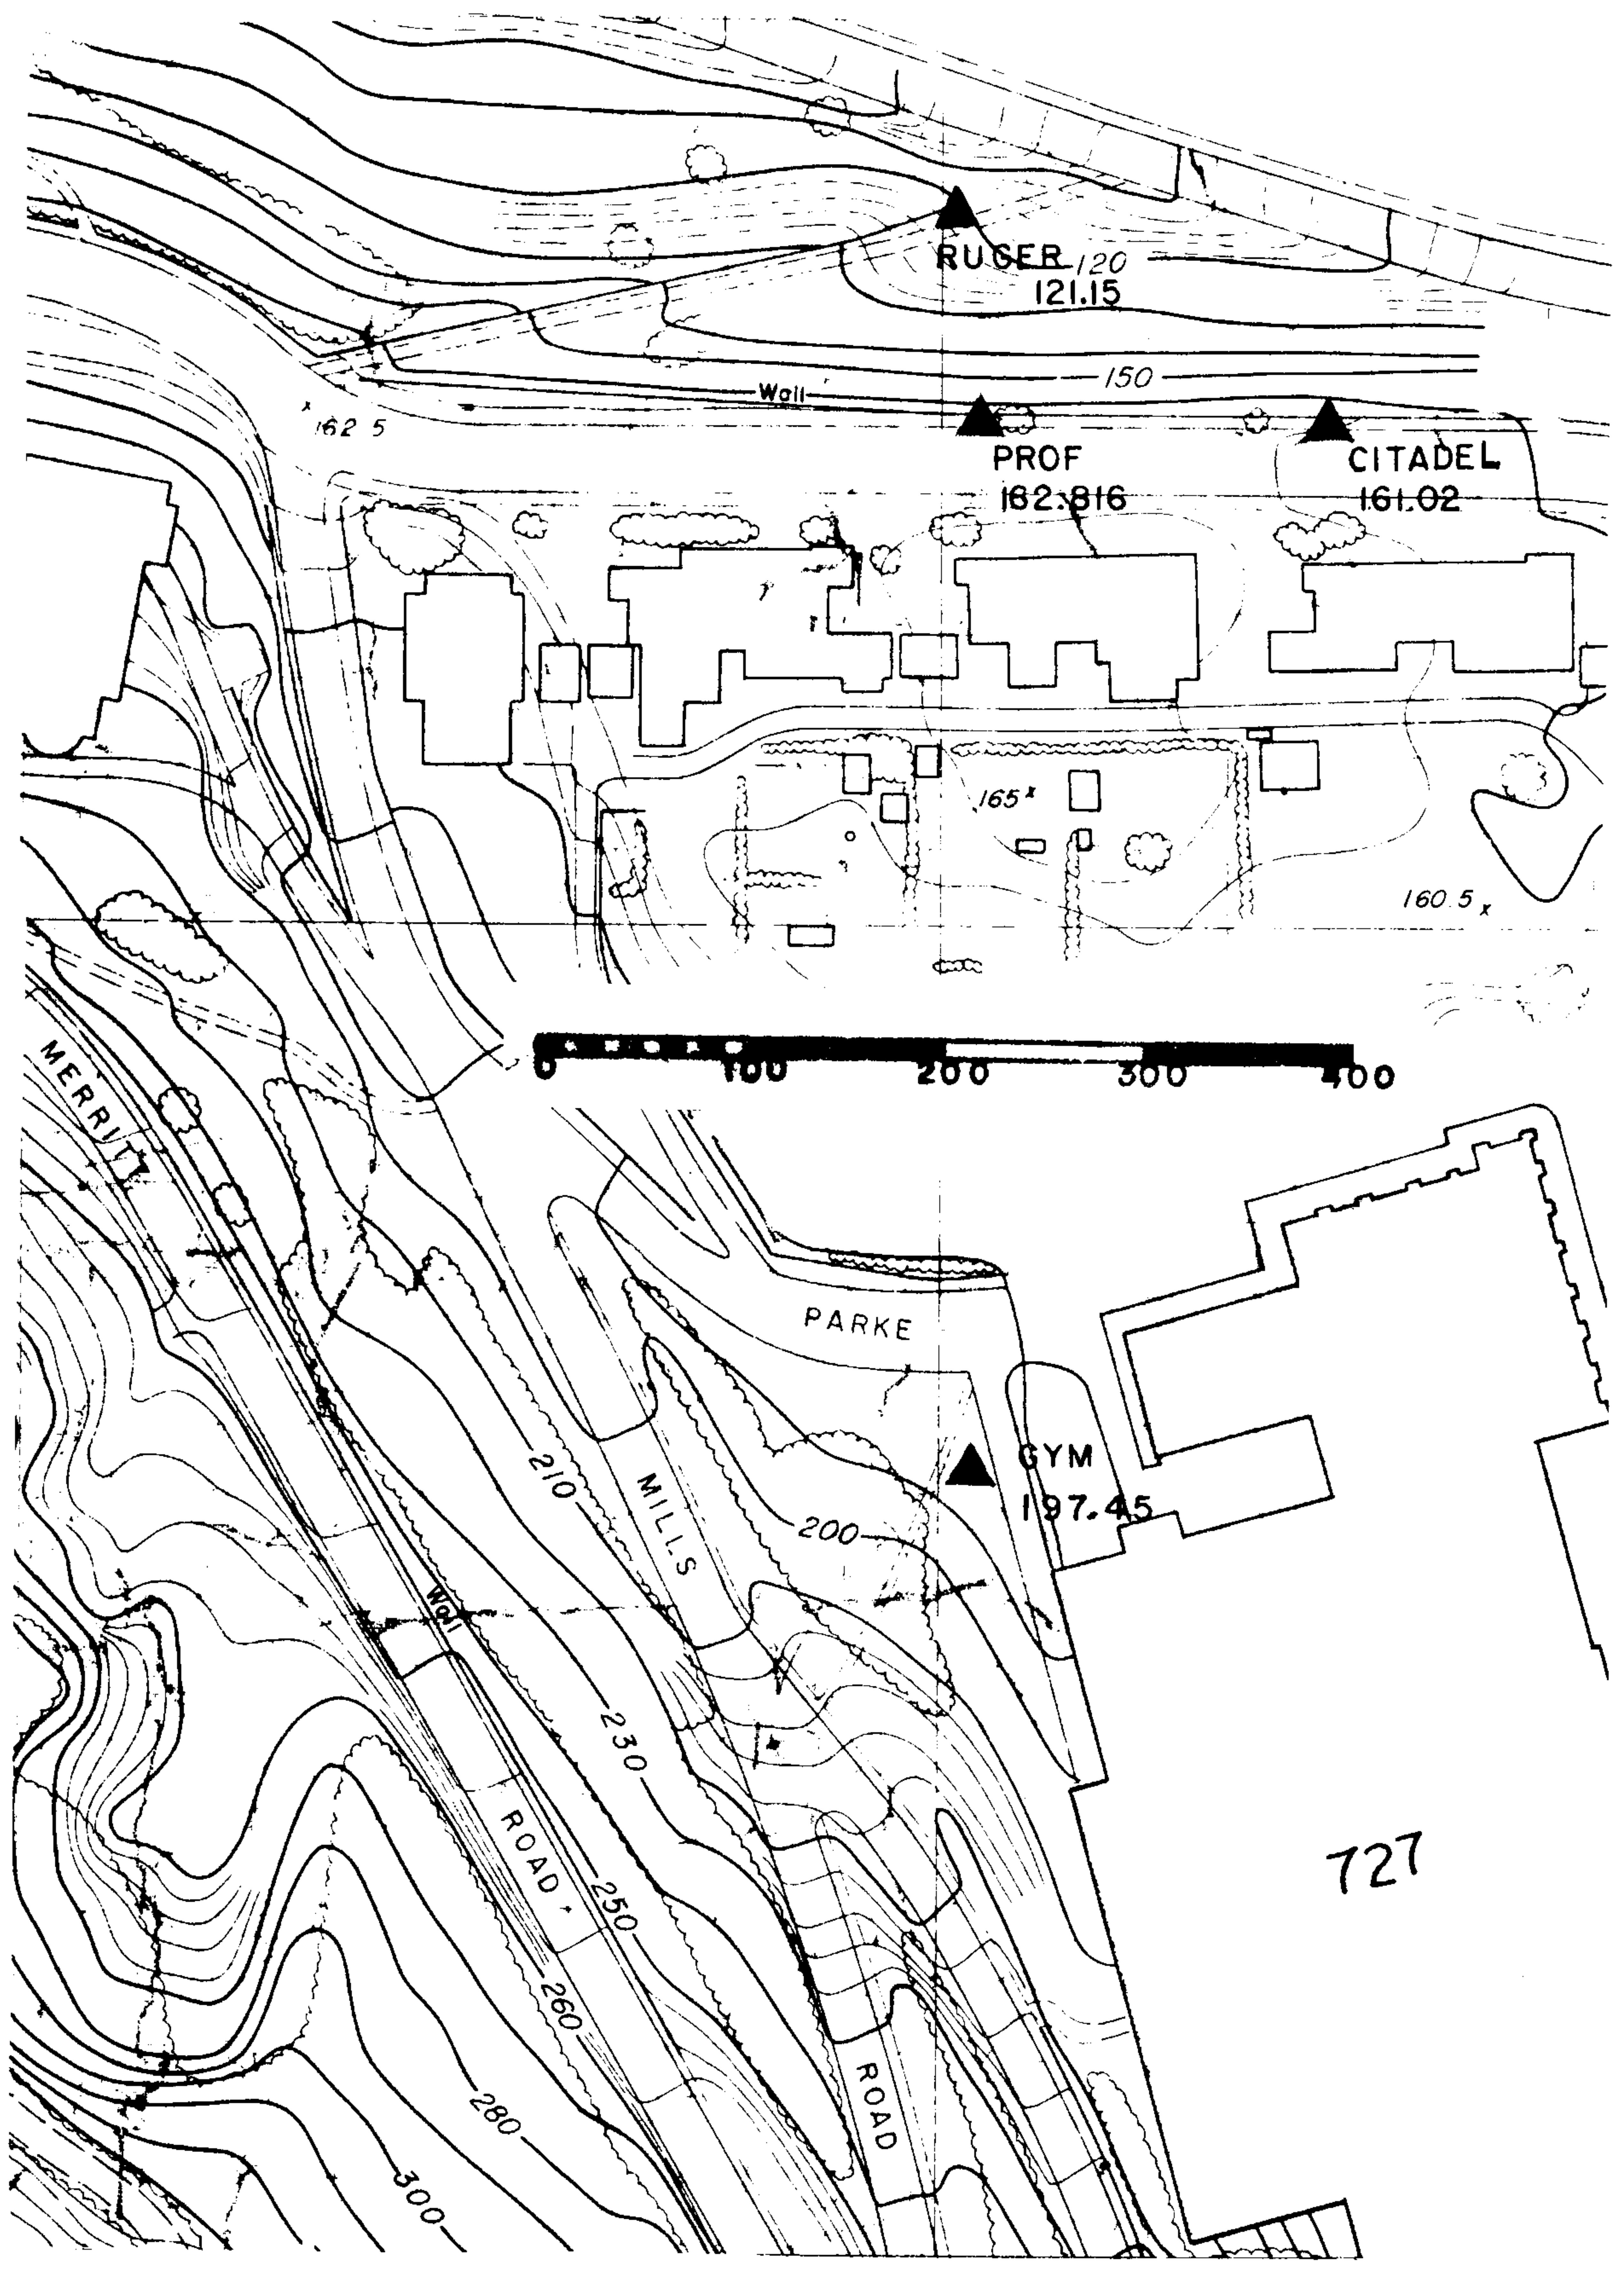 RUGER
120
121.15
150
Wall
162 5
PROF
162.816
CITADEL
161.02
165 x
160.5 x
0 100 200 300 400
MERRITT
PARKE
210
MILLS
GYM
197.45
200
Wall
230
ROAD
250
727
260
ROAD
280
300